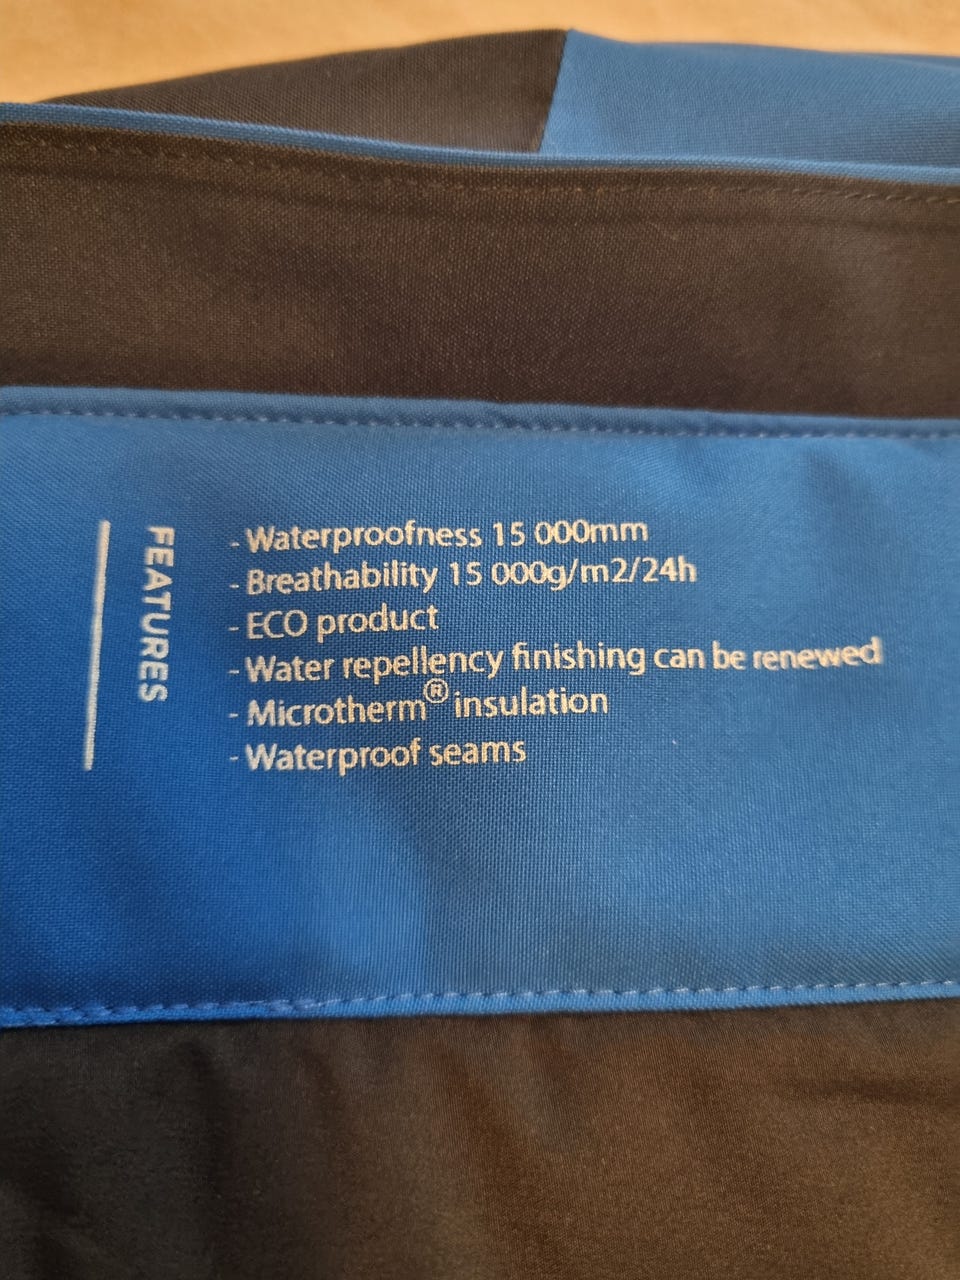 FEATURES
- Waterproofness 15 000mm
- Breathability 15 000g/m2/24h
- ECO product
- Water repellency finishing can be renewed
- Microtherm® insulation
- Waterproof seams